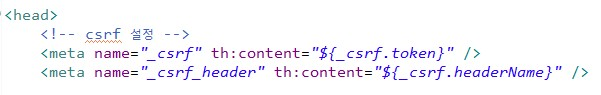 <head>
<!-- csrf 설정 -->
<meta name="_csrf" th:content="${_csrf.token}" />
<meta name="_csrf_header" th:content="${_csrf.headerName}" />